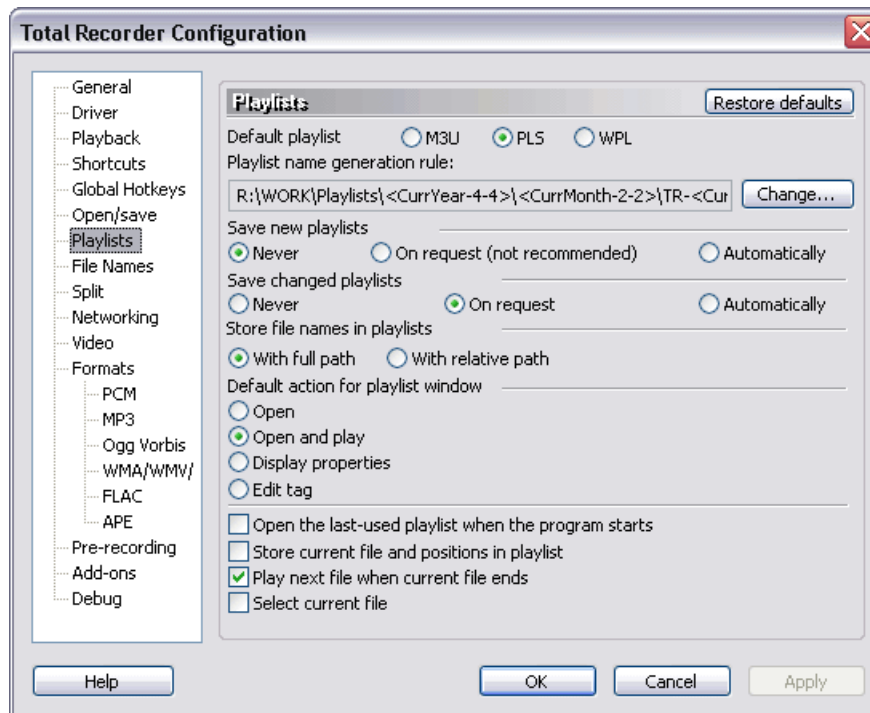 Total Recorder Configuration
General
Driver
Playback
Shortcuts
Global Hotkeys
Open/save
Playlists
File Names
Split
Networking
Video
Formats
PCM
MP3
Ogg Vorbis
WMA/WMV/
FLAC
APE
Pre-recording
Add-ons
Debug
Playlists
Restore defaults
Default playlist M3U PLS WPL
Playlist name generation rule:
R:\WORK\Playlists\<CurrYear-4-4>\<CurrMonth-2-2>\TR-<Cur Change...
Save new playlists
Never On request (not recommended) Automatically
Save changed playlists
Never On request Automatically
Store file names in playlists
With full path With relative path
Default action for playlist window
Open
Open and play
Display properties
Edit tag
Open the last-used playlist when the program starts
Store current file and positions in playlist
Play next file when current file ends
Select current file
Help OK Cancel Apply